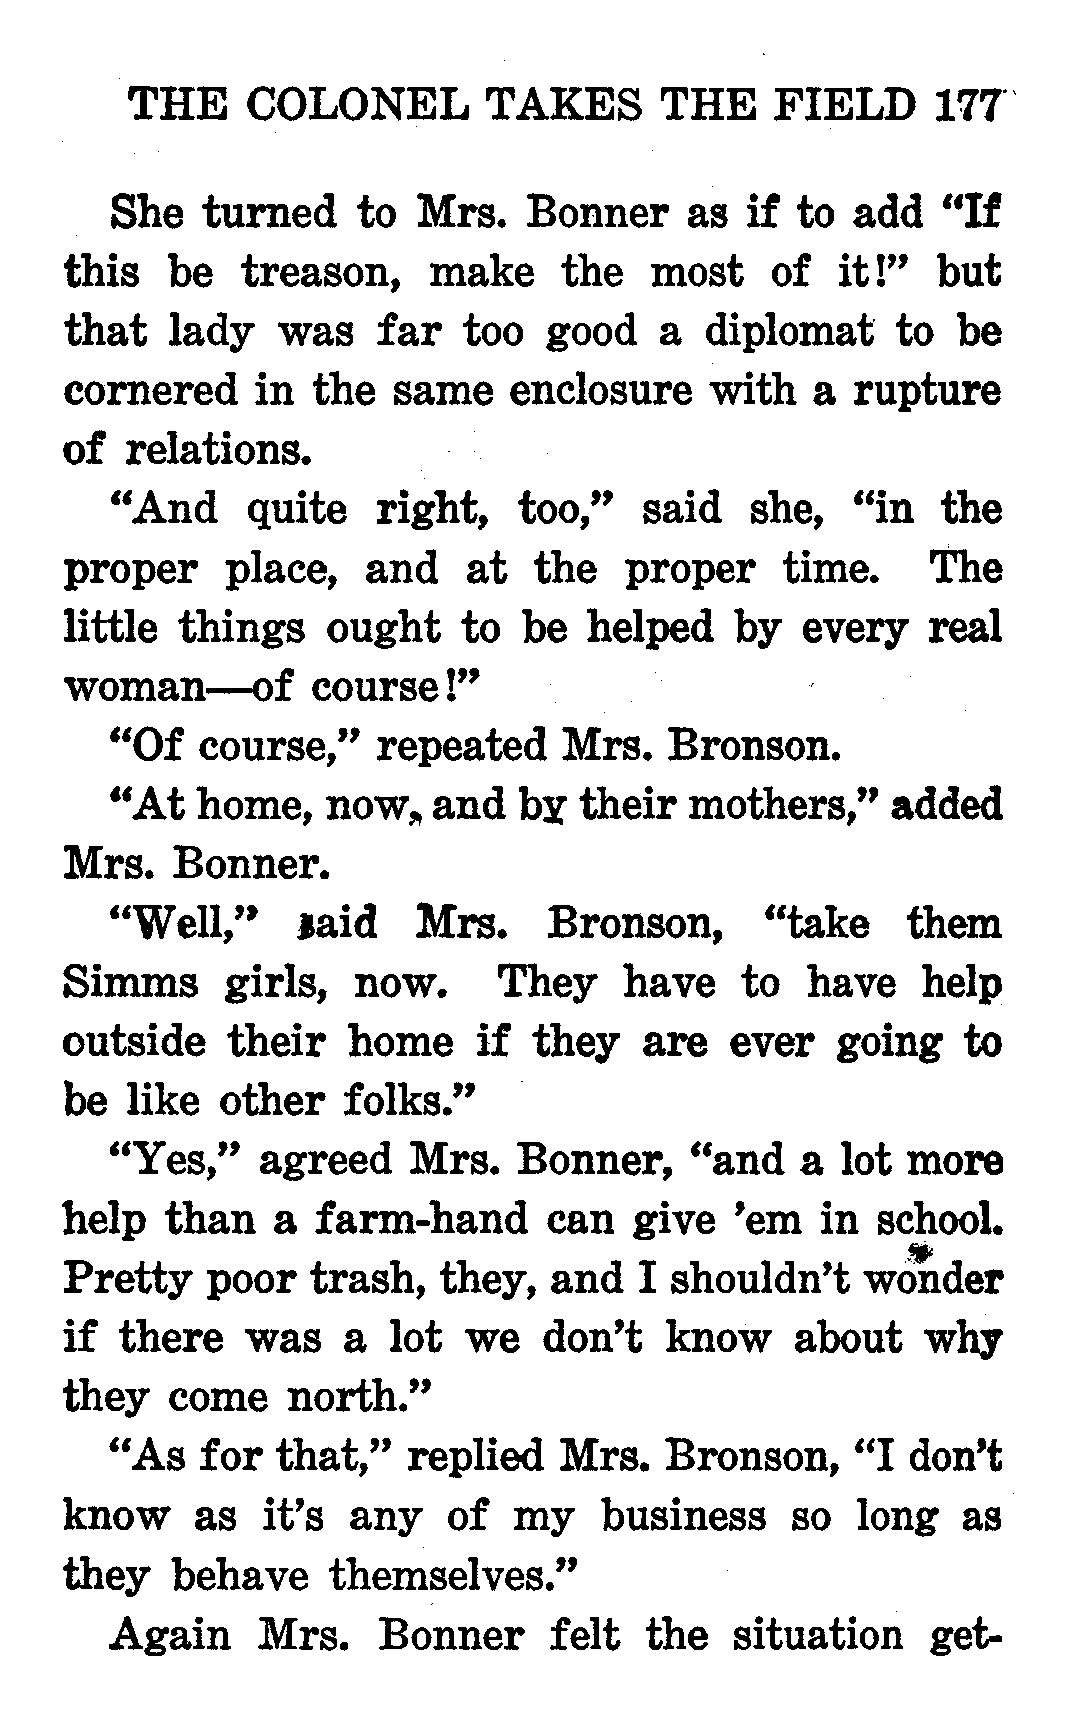 THE COLONEL TAKES THE FIELD 177
She turned to Mrs. Bonner as if to add “If
this be treason, make the most of it!” but
that lady was far too good a diplomat to be
cornered in the same enclosure with a rupture
of relations.
“And quite right, too,” said she, “in the
proper place, and at the proper time. The
little things ought to be helped by every real
woman—of course!”
“Of course,” repeated Mrs. Bronson.
“At home, now, and by their mothers,” added
Mrs. Bonner.
“Well,” said Mrs. Bronson, “take them
Simms girls, now. They have to have help
outside their home if they are ever going to
be like other folks.”
“Yes,” agreed Mrs. Bonner, “and a lot more
help than a farm-hand can give ’em in school.
Pretty poor trash, they, and I shouldn’t wonder
if there was a lot we don’t know about why
they come north.”
“As for that,” replied Mrs. Bronson, “I don’t
know as it’s any of my business so long as
they behave themselves.”
Again Mrs. Bonner felt the situation get-